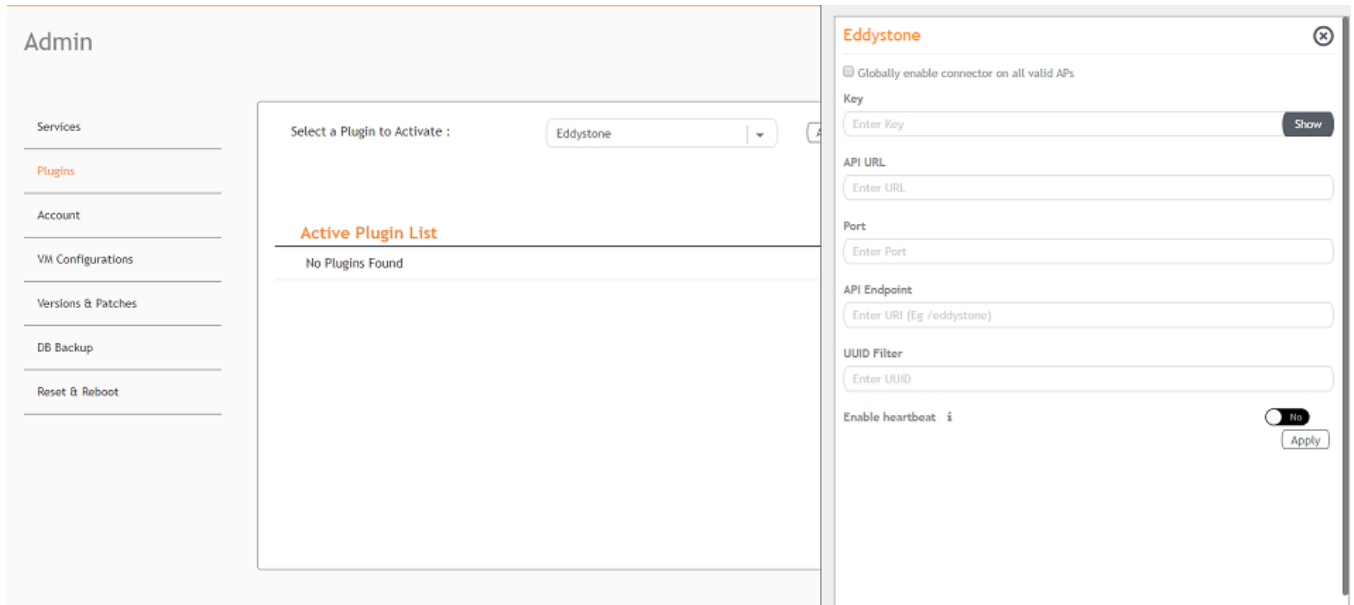 Admin
Services
Plugins
Account
VM Configurations
Versions & Patches
DB Backup
Reset & Reboot
Select a Plugin to Activate :
Eddystone
Active Plugin List
No Plugins Found
Eddystone
Globally enable connector on all valid APs
Key
Enter Key
Show
API URL
Enter URL
Port
Enter Port
API Endpoint
Enter URI (Eg /eddystone)
UUID Filter
Enter UUID
Enable heartbeat i
No
Apply